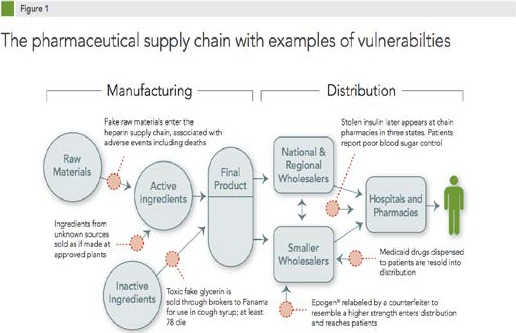 Figure 1
The pharmaceutical supply chain with examples of vulnerabilties
Manufacturing
Distribution
Fake raw materials enter the
heparin supply chain, associated with
adverse events including deaths
Stolen insulin later appears at chain
pharmacies in three states. Patients
report poor blood sugar control
Raw
Materials
Active
Ingredients
Final
Product
National &
Regional
Wholesalers
Hospitals and
Pharmacies
Ingredients from
unknown sources
sold as if made at
approved plants
Inactive
Ingredients
Smaller
Wholesalers
Medicaid drugs dispensed
to patients are resold into
distribution
Toxic fake glycerin is
sold through brokers to Panama
for use in cough syrup; at least
78 die
Epogen® relabeled by a counterfeiter to
resemble a higher strength enters distribution
and reaches patients